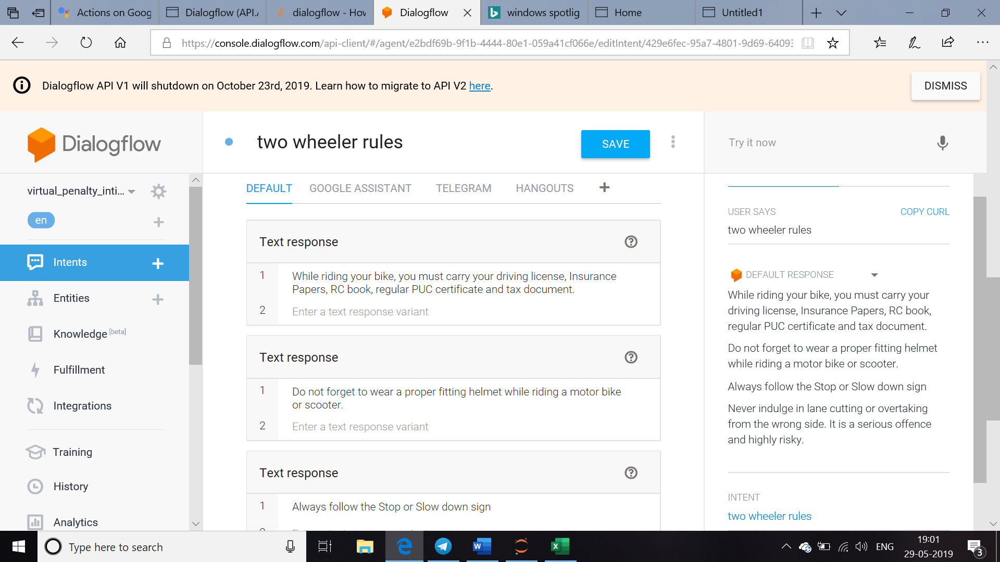 Actions on Goog
Dialogflow (API.
dialogflow - Hov
Dialogflow
windows spotlig
Home
Untitled1
https://console.dialogflow.com/api-client/#/agent/e2bdf69b-9f1b-4444-80e1-059a41cf066e/editIntent/429e6fec-95a7-4801-9d69-64093
Dialogflow API V1 will shutdown on October 23rd, 2019. Learn how to migrate to API V2 here.
DISMISS
Dialogflow
two wheeler rules
SAVE
Try it now
virtual_penalty_inti...
en
Intents
Entities
Knowledge [beta]
Fulfillment
Integrations
Training
History
Analytics
DEFAULT
GOOGLE ASSISTANT
TELEGRAM
HANGOUTS
Text response
1 While riding your bike, you must carry your driving license, Insurance
Papers, RC book, regular PUC certificate and tax document.
2 Enter a text response variant
Text response
1 Do not forget to wear a proper fitting helmet while riding a motor bike
or scooter.
2 Enter a text response variant
Text response
1 Always follow the Stop or Slow down sign
USER SAYS
COPY CURL
two wheeler rules
DEFAULT RESPONSE
While riding your bike, you must carry your
driving license, Insurance Papers, RC book,
regular PUC certificate and tax document.
Do not forget to wear a proper fitting helmet
while riding a motor bike or scooter.
Always follow the Stop or Slow down sign
Never indulge in lane cutting or overtaking
from the wrong side. It is a serious offence
and highly risky.
INTENT
two wheeler rules
Type here to search
ENG
19:01
29-05-2019
3